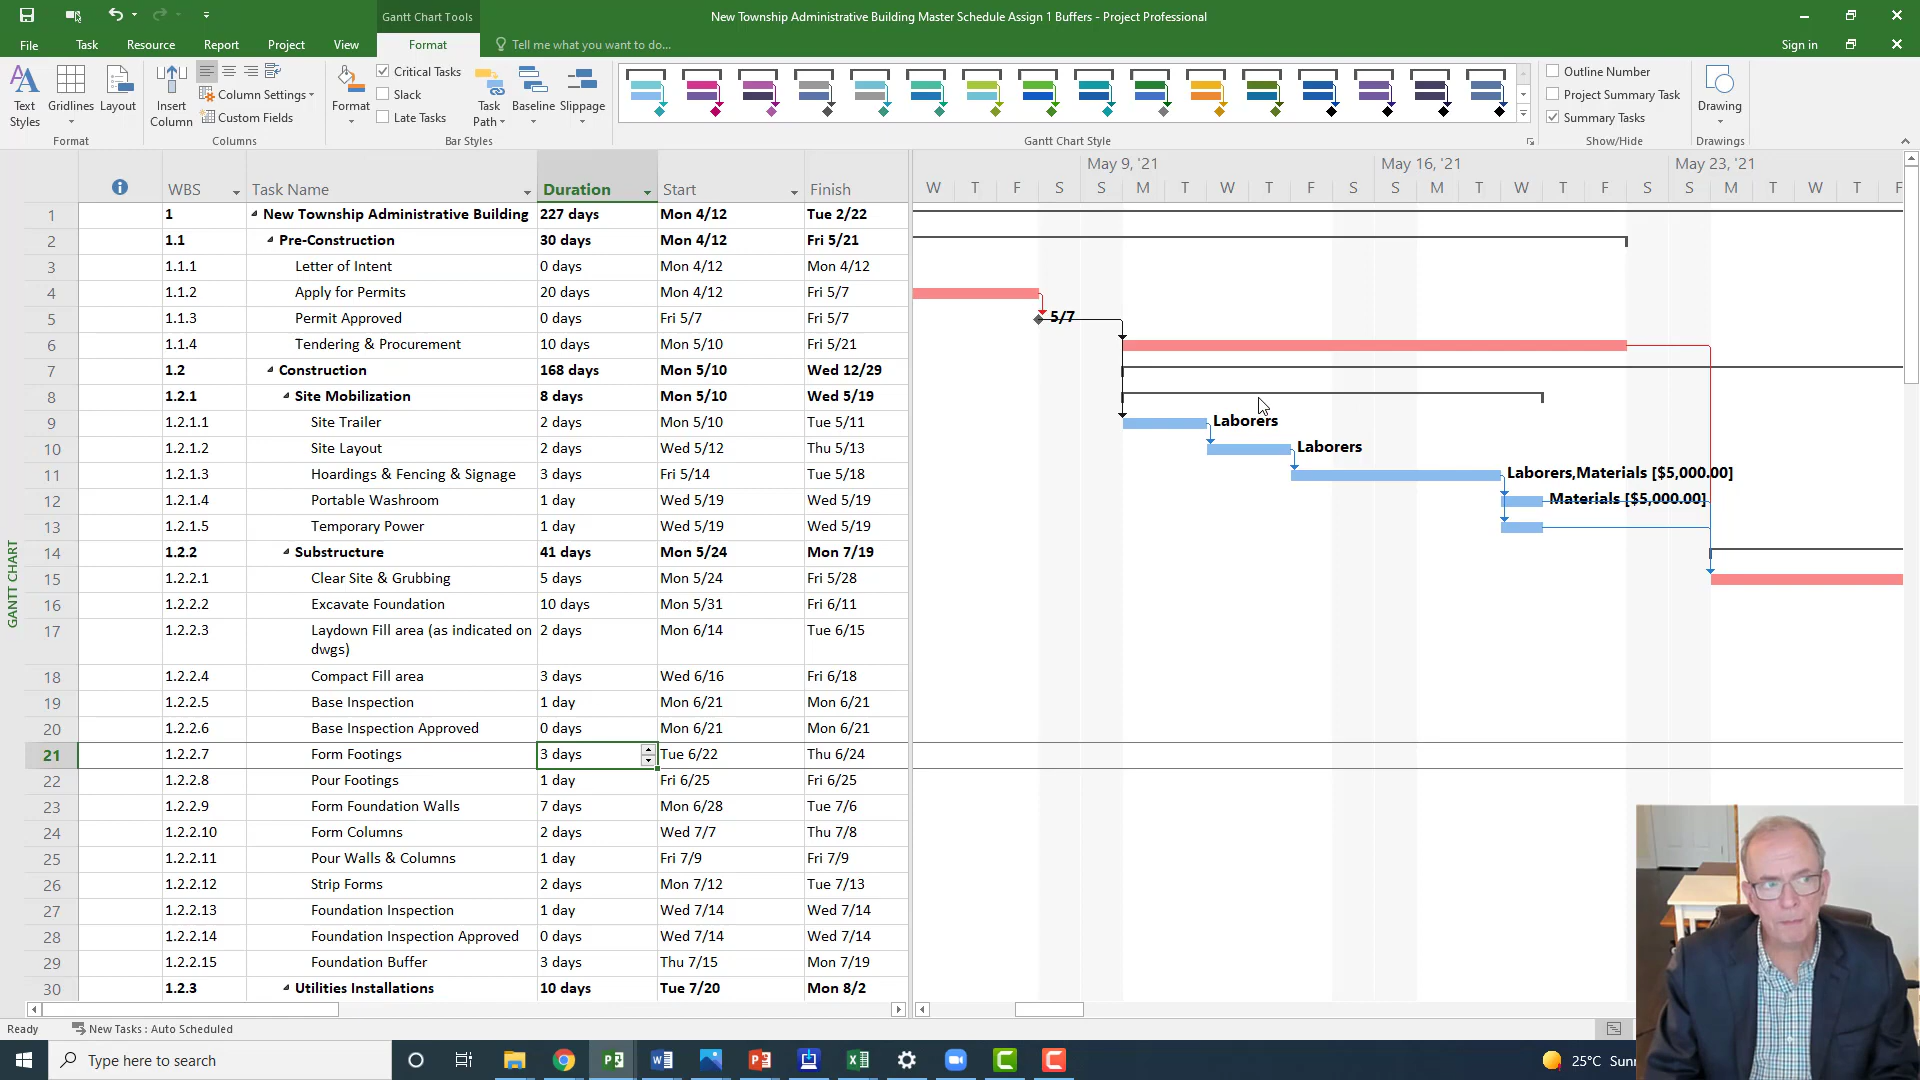 Gantt Chart Tools
New Township Administrative Building Master Schedule Assign 1 Buffers - Project Professional
File Task Resource Report Project View Format Tell me what you want to do... Sign in
Text Styles
Gridlines
Layout
Format
Insert Column
Column Settings
Custom Fields
Columns
Format
Critical Tasks
Slack
Late Tasks
Task Path
Baseline
Slippage
Bar Styles
Gantt Chart Style
Outline Number
Project Summary Task
Summary Tasks
Show/Hide
Drawing
Drawings
WBS Task Name Duration Start Finish
1 1 New Township Administrative Building 227 days Mon 4/12 Tue 2/22
2 1.1 Pre-Construction 30 days Mon 4/12 Fri 5/21
3 1.1.1 Letter of Intent 0 days Mon 4/12 Mon 4/12
4 1.1.2 Apply for Permits 20 days Mon 4/12 Fri 5/7
5 1.1.3 Permit Approved 0 days Fri 5/7 Fri 5/7
6 1.1.4 Tendering & Procurement 10 days Mon 5/10 Fri 5/21
7 1.2 Construction 168 days Mon 5/10 Wed 12/29
8 1.2.1 Site Mobilization 8 days Mon 5/10 Wed 5/19
9 1.2.1.1 Site Trailer 2 days Mon 5/10 Tue 5/11
10 1.2.1.2 Site Layout 2 days Wed 5/12 Thu 5/13
11 1.2.1.3 Hoardings & Fencing & Signage 3 days Fri 5/14 Tue 5/18
12 1.2.1.4 Portable Washroom 1 day Wed 5/19 Wed 5/19
13 1.2.1.5 Temporary Power 1 day Wed 5/19 Wed 5/19
14 1.2.2 Substructure 41 days Mon 5/24 Mon 7/19
15 1.2.2.1 Clear Site & Grubbing 5 days Mon 5/24 Fri 5/28
16 1.2.2.2 Excavate Foundation 10 days Mon 5/31 Fri 6/11
17 1.2.2.3 Laydown Fill area (as indicated on 2 days Mon 6/14 Tue 6/15
dwgs)
18 1.2.2.4 Compact Fill area 3 days Wed 6/16 Fri 6/18
19 1.2.2.5 Base Inspection 1 day Mon 6/21 Mon 6/21
20 1.2.2.6 Base Inspection Approved 0 days Mon 6/21 Mon 6/21
21 1.2.2.7 Form Footings 3 days Tue 6/22 Thu 6/24
22 1.2.2.8 Pour Footings 1 day Fri 6/25 Fri 6/25
23 1.2.2.9 Form Foundation Walls 7 days Mon 6/28 Tue 7/6
24 1.2.2.10 Form Columns 2 days Wed 7/7 Thu 7/8
25 1.2.2.11 Pour Walls & Columns 1 day Fri 7/9 Fri 7/9
26 1.2.2.12 Strip Forms 2 days Mon 7/12 Tue 7/13
27 1.2.2.13 Foundation Inspection 1 day Wed 7/14 Wed 7/14
28 1.2.2.14 Foundation Inspection Approved 0 days Wed 7/14 Wed 7/14
29 1.2.2.15 Foundation Buffer 3 days Thu 7/15 Mon 7/19
30 1.2.3 Utilities Installations 10 days Tue 7/20 Mon 8/2
GANTT CHART
May 9, '21 May 16, '21 May 23, '21
W T F S S M T W T F S S M T W T F S S M T W T F
5/7
Laborers
Laborers
Laborers,Materials [$5,000.00]
Materials [$5,000.00]
Ready New Tasks : Auto Scheduled
Type here to search
25°C